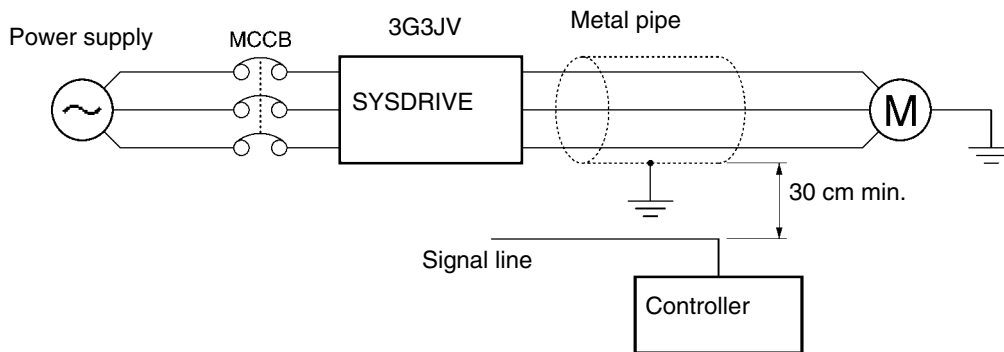 Power supply
MCCB
3G3JV
Metal pipe
SYSDRIVE
M
30 cm min.
Signal line
Controller